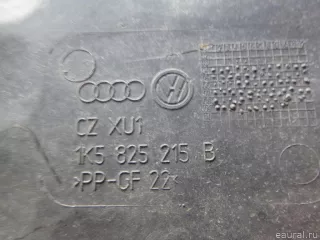 CZ XU1
1K5 825 215 B
>PP-GF 22<
eaural.ru